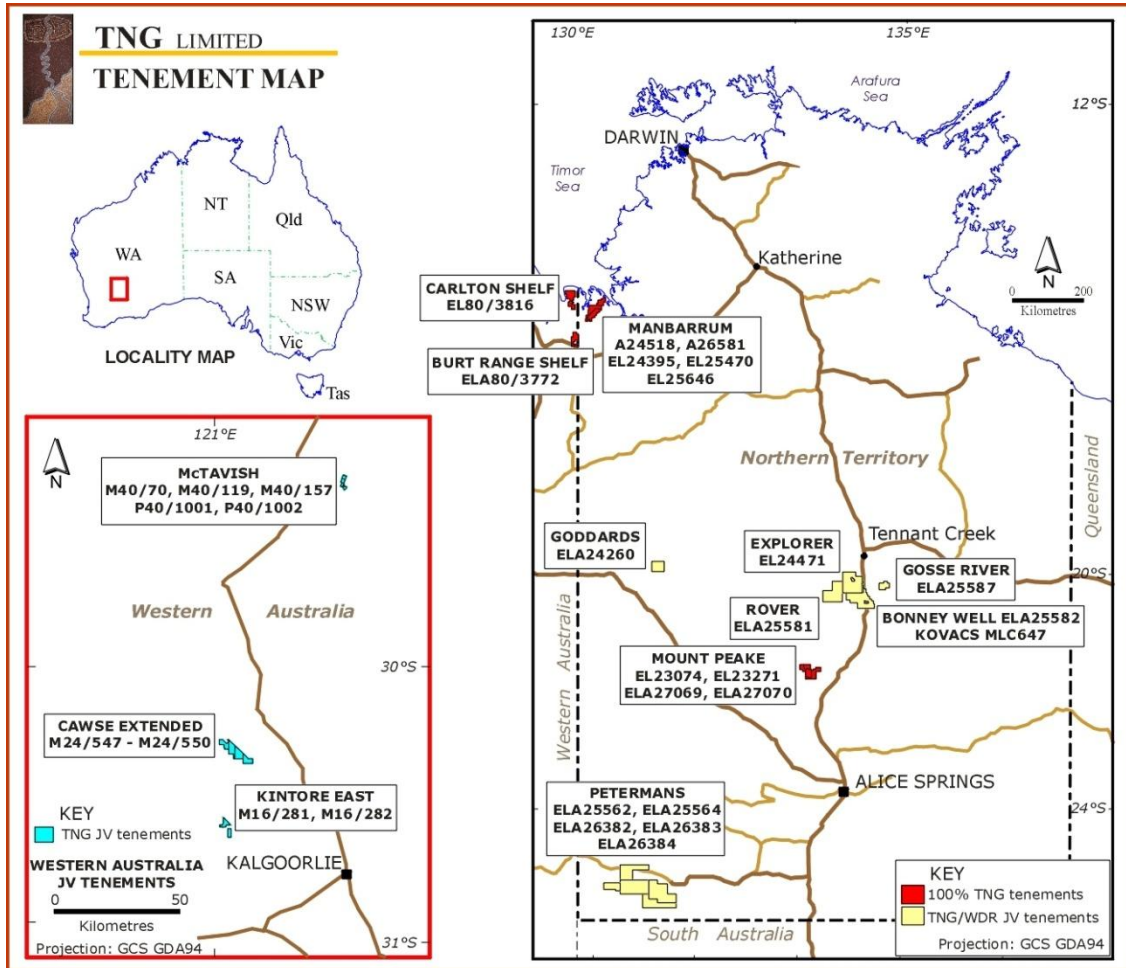 TNG LIMITED
TENEMENT MAP
NT
Qld
WA
SA
NSW
Vic
Tas
LOCALITY MAP
121°E
N
McTAVISH
M40/70, M40/119, M40/157
P40/1001, P40/1002
Western Australia
30°S
CAWSE EXTENDED
M24/547 - M24/550
KINTORE EAST
M16/281, M16/282
KEY
TNG JV tenements
WESTERN AUSTRALIA
JV TENEMENTS
0 50
Kilometres
Projection: GCS GDA94
KALGOORLIE
31°S
130°E
135°E
Arafura
Sea
12°S
DARWIN
Timor
Sea
Katherine
N
0 200
Kilometres
CARLTON SHELF
EL80/3816
BURT RANGE SHELF
ELA80/3772
MANBARRUM
A24518, A26581
EL24395, EL25470
EL25646
Northern Territory
Queensland
Tennant Creek
GODDARDS
ELA24260
EXPLORER
EL24471
GOSSE RIVER
ELA25587
20°S
ROVER
ELA25581
BONNEY WELL ELA25582
KOVACS MLC647
Western Australia
MOUNT PEAKE
EL23074, EL23271
ELA27069, ELA27070
ALICE SPRINGS
24°S
PETERMANS
ELA25562, ELA25564
ELA26382, ELA26383
ELA26384
South Australia
KEY
100% TNG tenements
TNG/WDR JV tenements
Projection: GCS GDA94